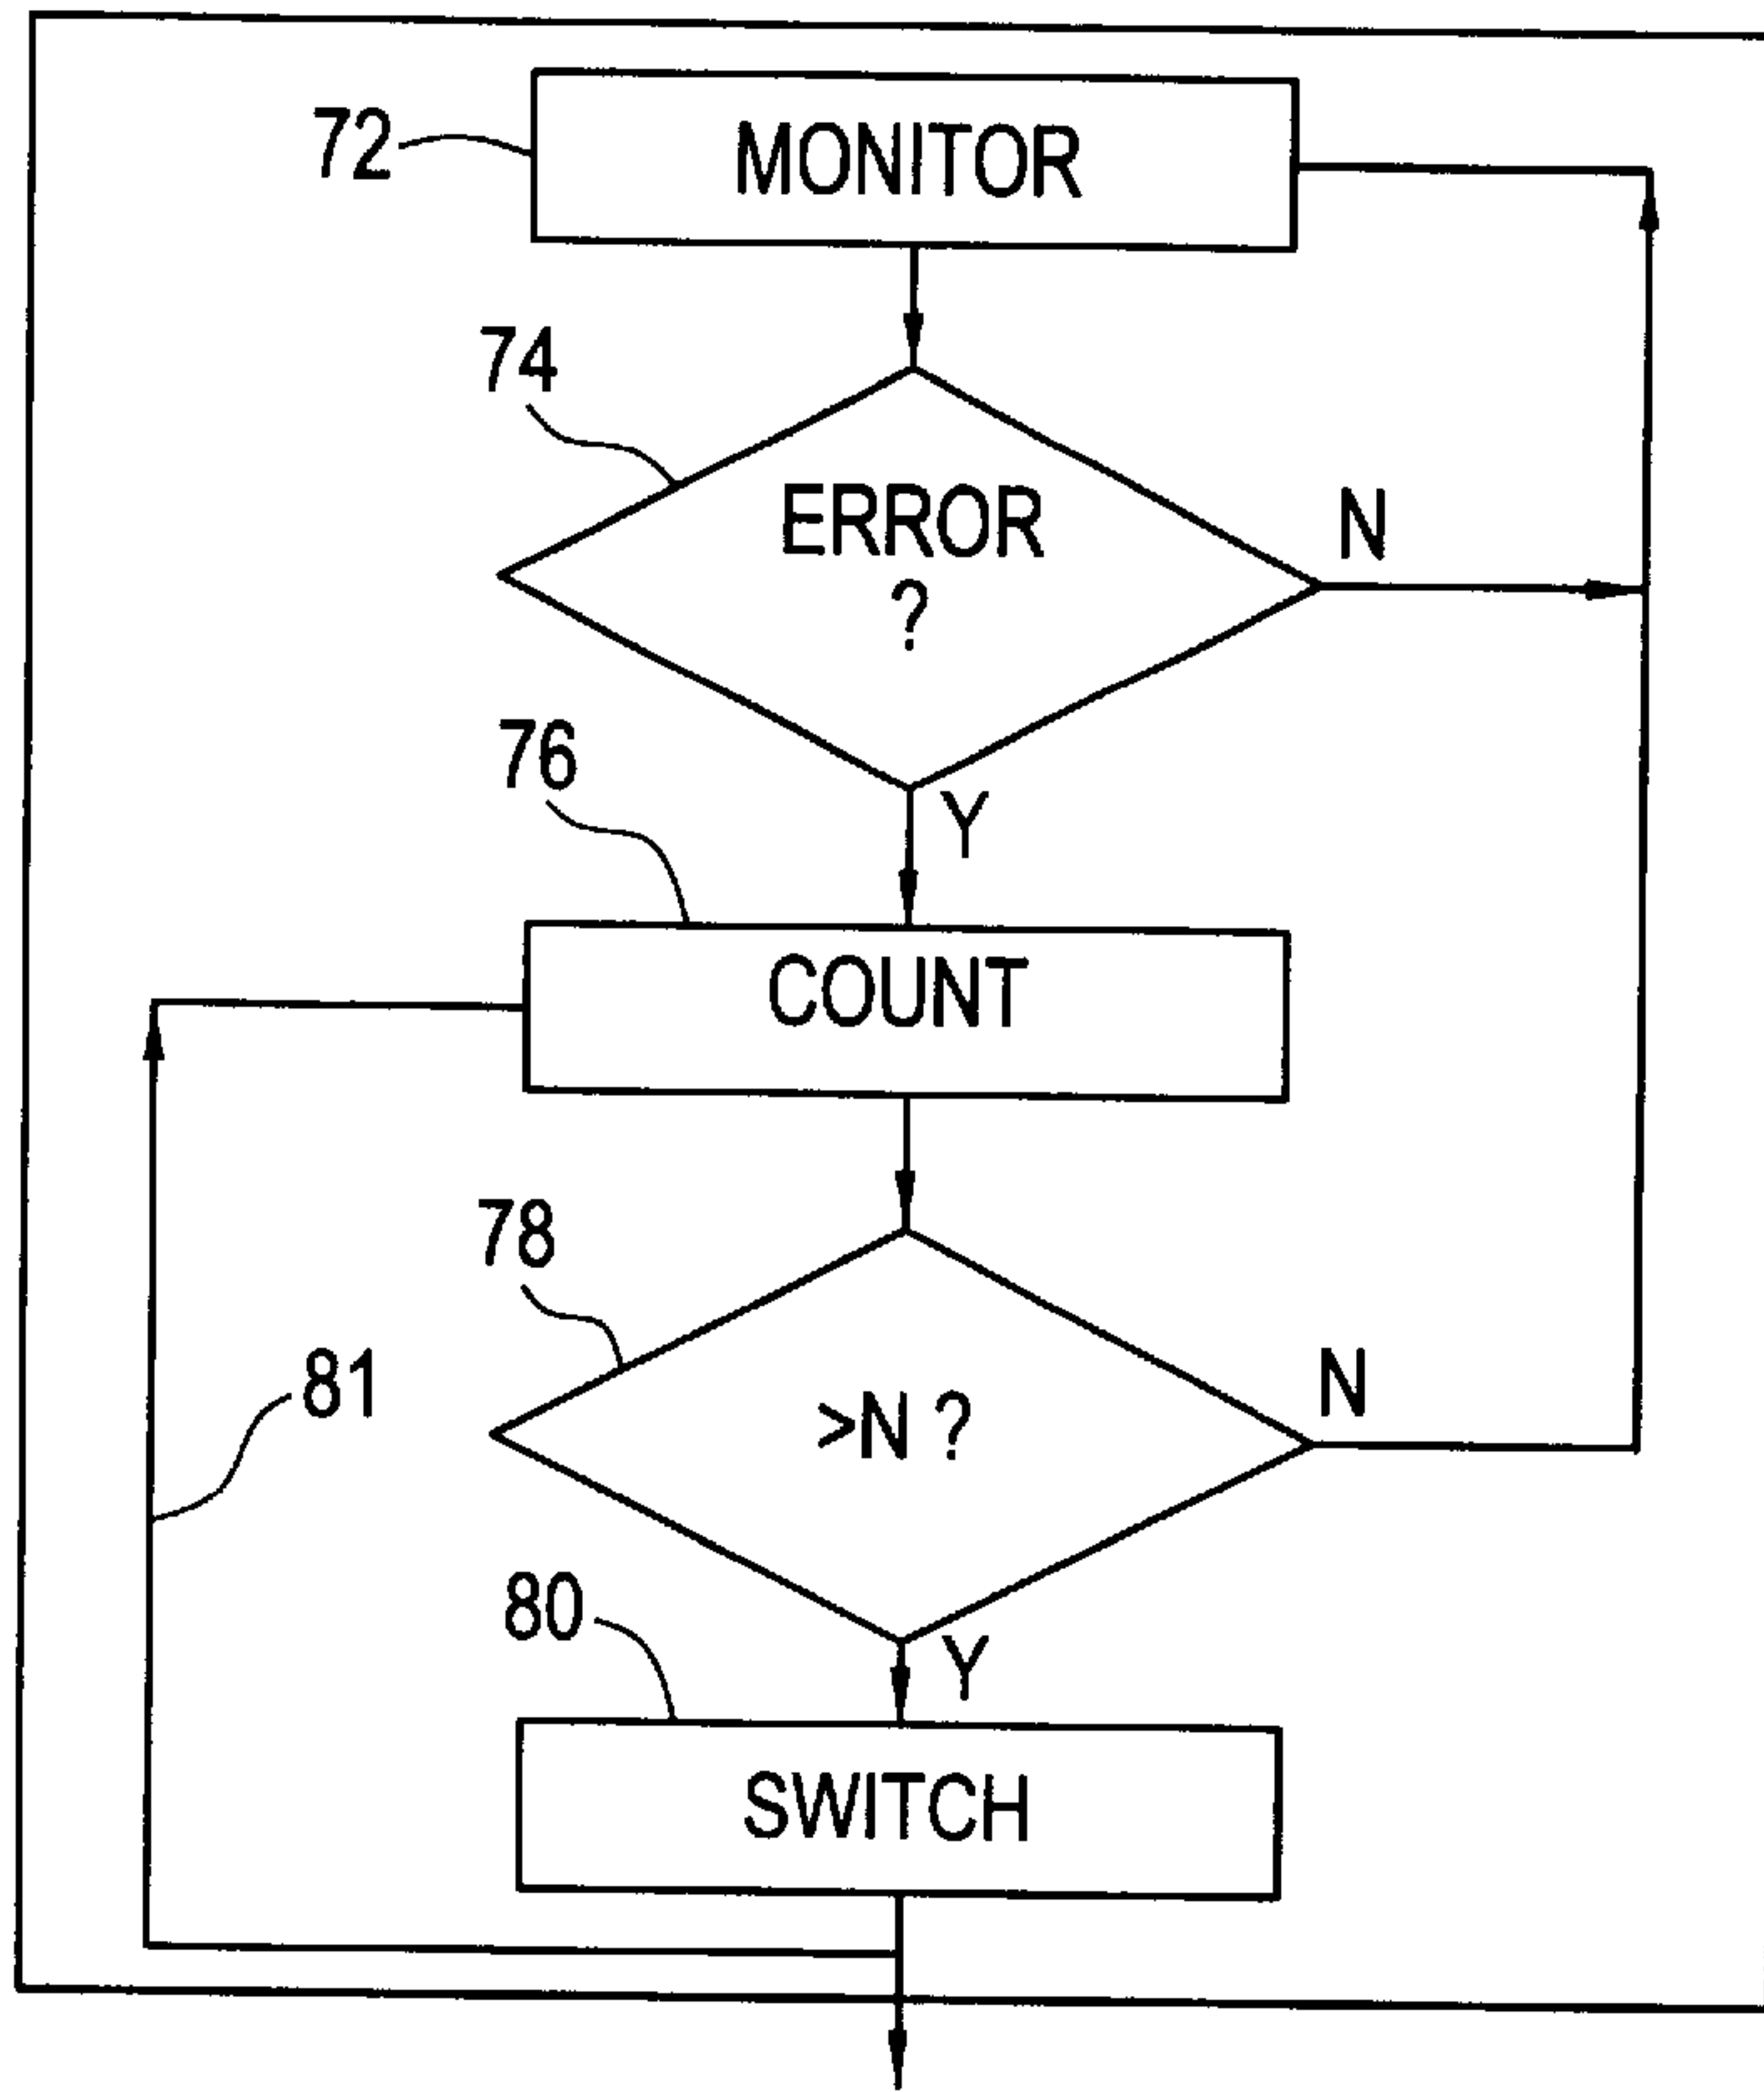 72
MONITOR
74
ERROR
?
N
76
Y
COUNT
78
81
>N ?
N
80
Y
SWITCH